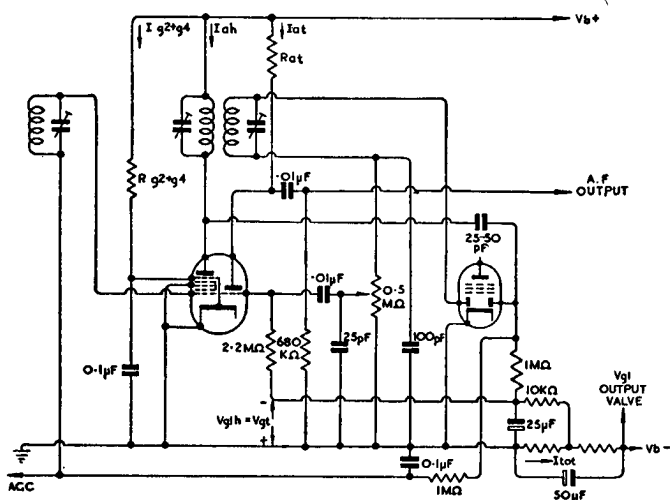 I g2+g4
Iah
Iat
Vb+
Rat
R g2+g4
·01µF
A.F
OUTPUT
25-50
pF
·01µF
0·5
MΩ
2·2MΩ
680
KΩ
25pF
100pF
1MΩ
10KΩ
Vg1
OUTPUT
VALVE
0·1µF
-
Vg1h = Vgt
+
25µF
Vb -
Itot
0·1µF
AGC
1MΩ
50µF